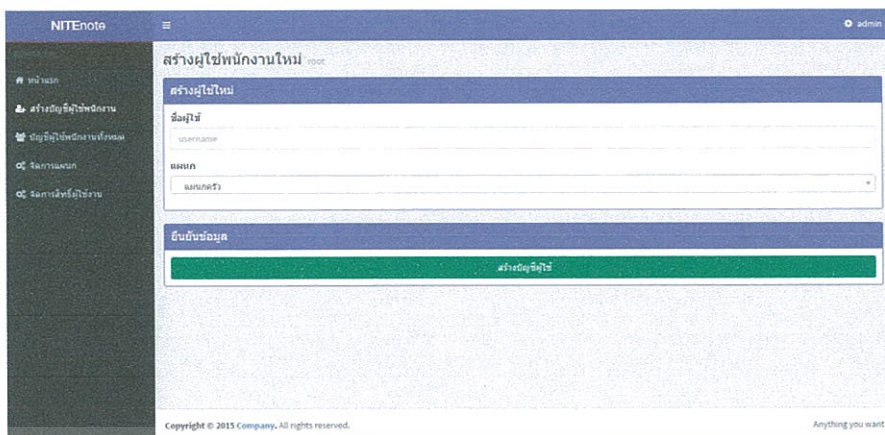 NITEnote
admin
สร้างผู้ใช้พนักงานใหม่ root
หน้าแรก
สร้างบัญชีผู้ใช้พนักงาน
บัญชีผู้ใช้พนักงานทั้งหมด
จัดการแผนก
จัดการสิทธิ์ผู้ใช้งาน
สร้างผู้ใช้ใหม่
ชื่อผู้ใช้
username
แผนก
แผนกครัว
ยืนยันข้อมูล
สร้างบัญชีผู้ใช้
Copyright © 2015 Company. All rights reserved.
Anything you want